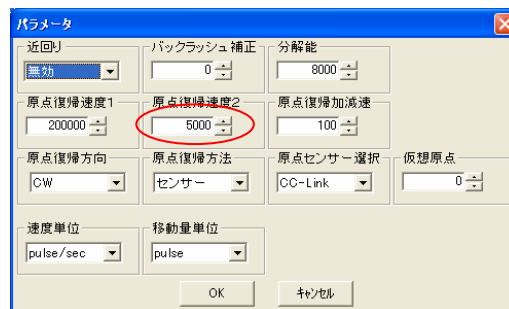 パラメータ
近回り バックラッシュ補正 分解能
無効 0 8000
原点復帰速度1 原点復帰速度2 原点復帰加減速
200000 5000 100
原点復帰方向 原点復帰方法 原点センサー選択 仮想原点
CW センサー CC-Link 0
速度単位 移動量単位
pulse/sec pulse
OK キャンセル